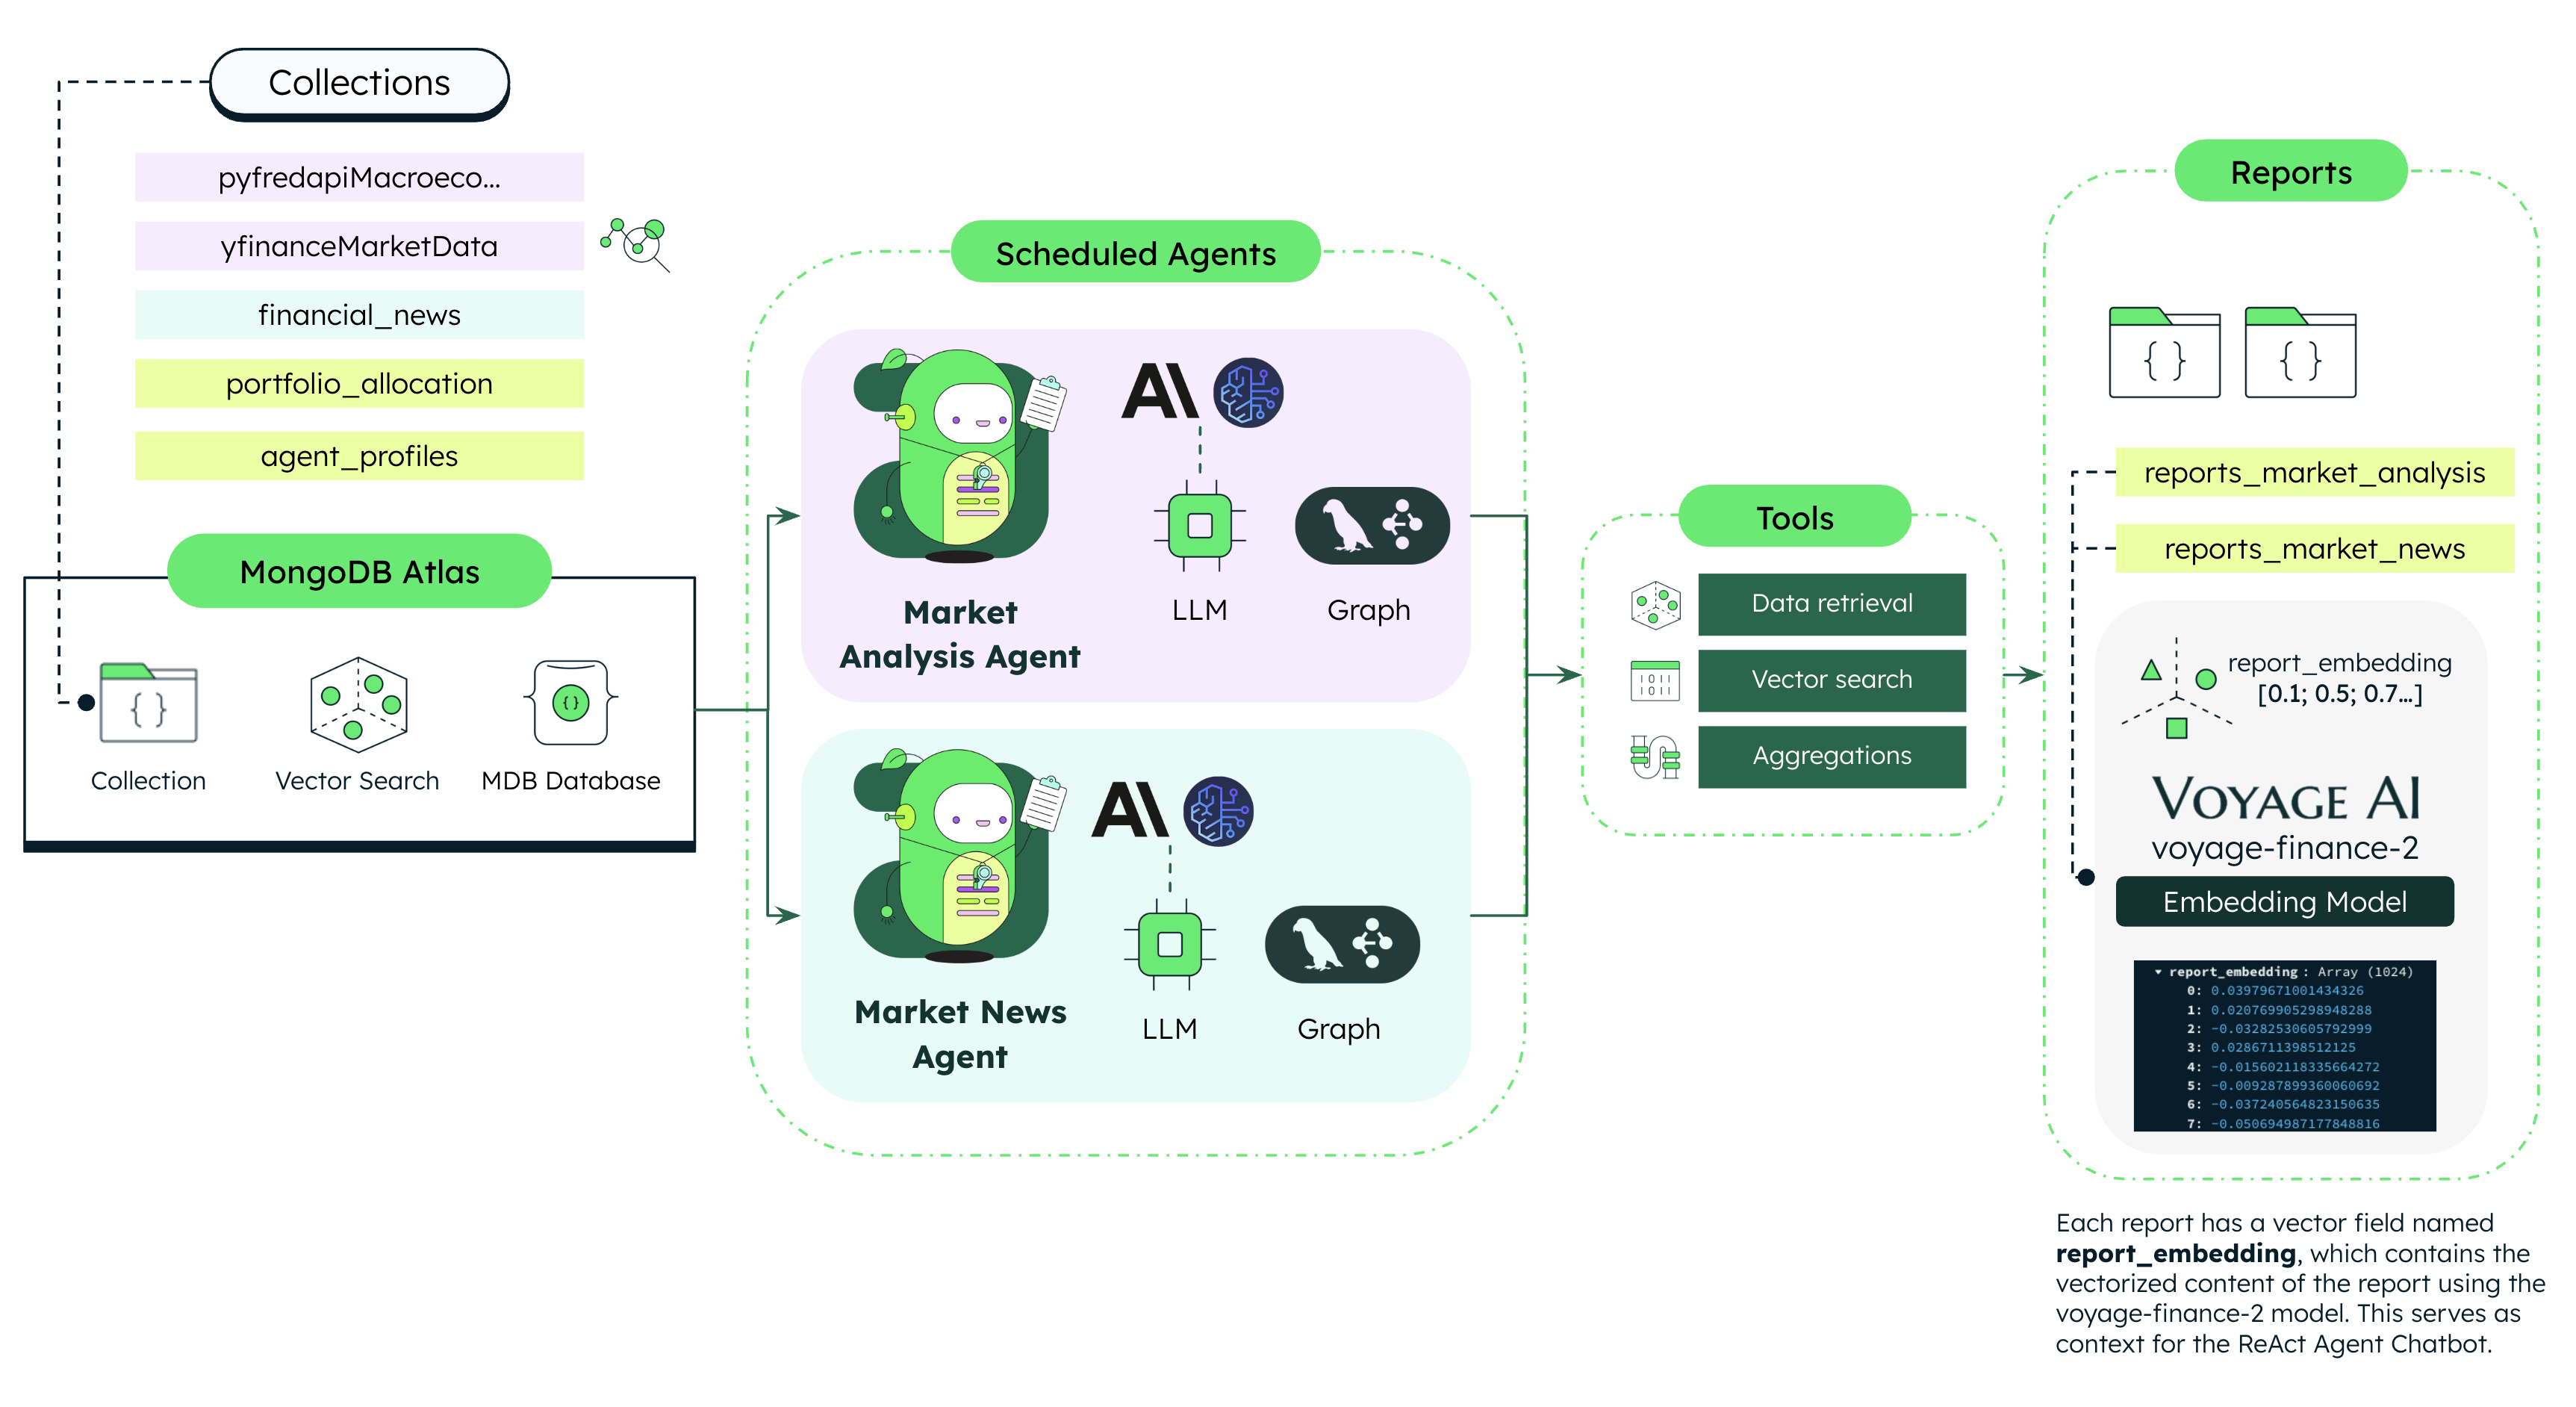 Collections
pyfredapiMacroeco...
yfinanceMarketData
financial_news
portfolio_allocation
agent_profiles
MongoDB Atlas
Collection
Vector Search
MDB Database
Scheduled Agents
AI
LLM
Graph
Market
Analysis Agent
AI
LLM
Graph
Market News
Agent
Tools
Data retrieval
Vector search
Aggregations
Reports
reports_market_analysis
reports_market_news
report_embedding
[0.1; 0.5; 0.7...]
VOYAGE AI
voyage-finance-2
Embedding Model
report_embedding : Array (1024)
0: 0.03979671001434326
1: 0.020769905298948288
2: -0.03282530605792999
3: 0.0286711398512125
4: -0.015602118335664272
5: -0.009287899360060692
6: -0.037240564823150635
7: -0.050694987177848816
Each report has a vector field named
report_embedding, which contains the
vectorized content of the report using the
voyage-finance-2 model. This serves as
context for the ReAct Agent Chatbot.